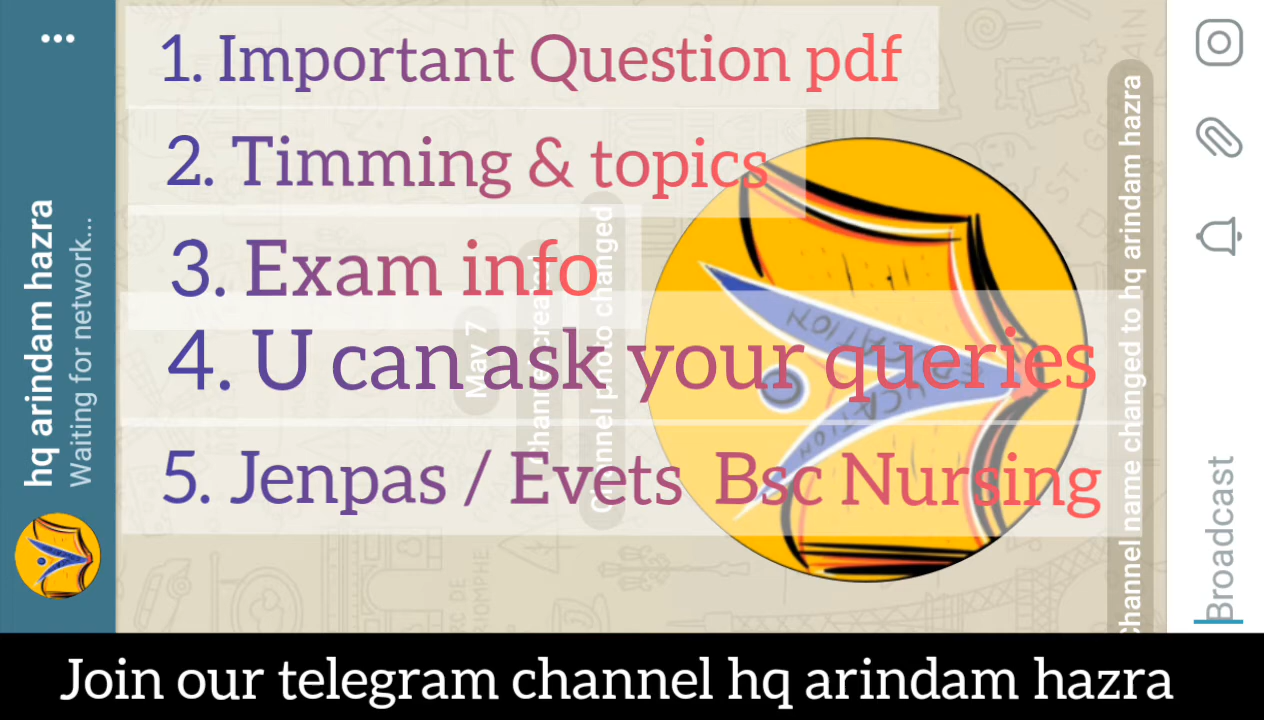 1. Important Question pdf
2. Timming & topics
3. Exam info
4. U can ask your queries
5. Jenpas / Evets Bsc Nursing
hq arindam hazra
Waiting for network...
May 7
Channel created
Channel photo changed
EDUCATION
Channel name changed to hq arindam hazra
Broadcast
Join our telegram channel hq arindam hazra